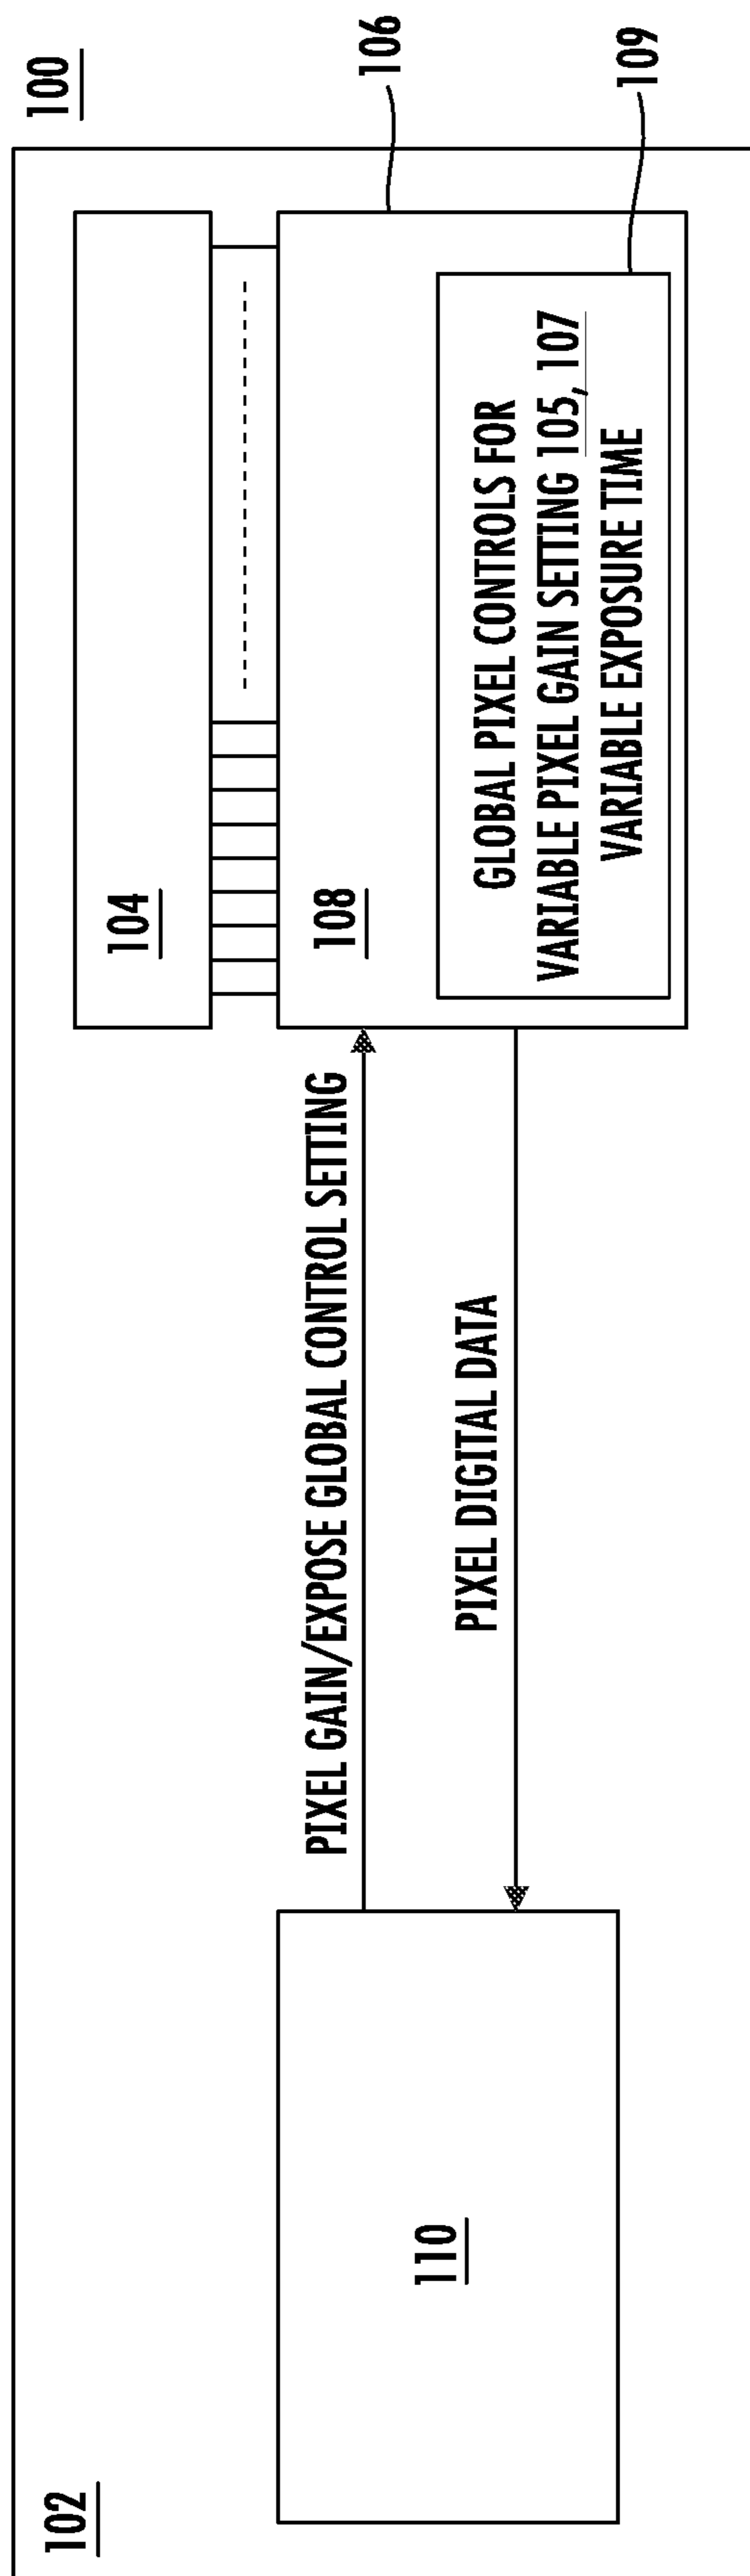 100
102
104
106
108
GLOBAL PIXEL CONTROLS FOR
VARIABLE PIXEL GAIN SETTING 105, 107
VARIABLE EXPOSURE TIME
109
PIXEL GAIN/EXPOSE GLOBAL CONTROL SETTING
PIXEL DIGITAL DATA
110